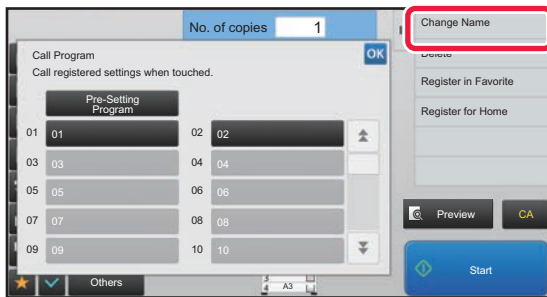 No. of copies 1
Change Name
Call Program
OK
Call registered settings when touched.
Delete
Pre-Setting
Program
Register in Favorite
Register for Home
01 01
02 02
03 03
04 04
05 05
06 06
07 07
08 08
09 09
10 10
Preview
CA
Start
Others
3
4 A3